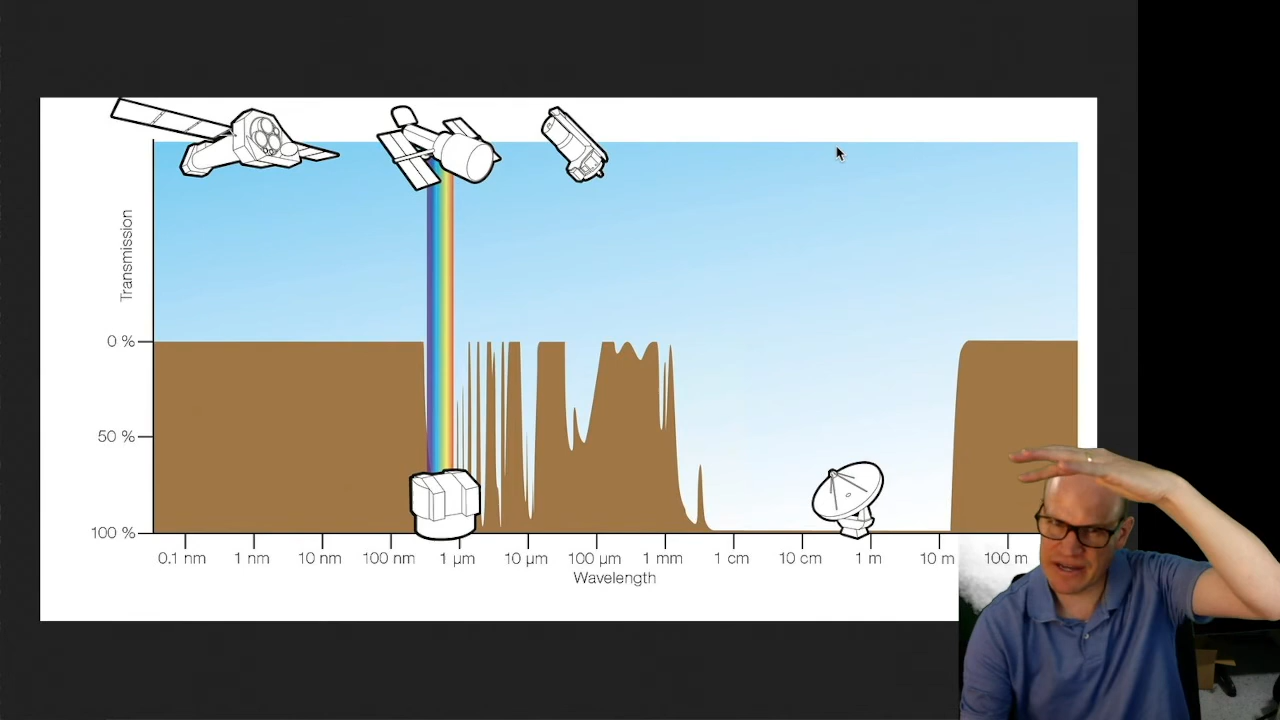 Transmission
0 %
50 %
100 %
0.1 nm 1 nm 10 nm 100 nm 1 µm 10 µm 100 µm 1 mm 1 cm 10 cm 1 m 10 m 100 m
Wavelength